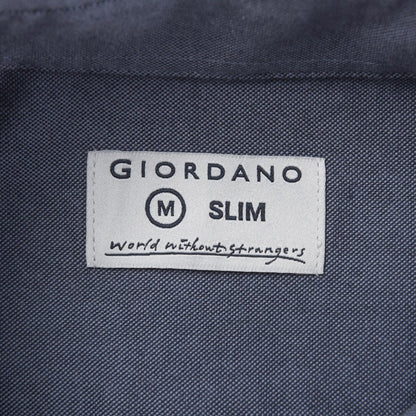 GIORDANO
M SLIM
World Without Strangers